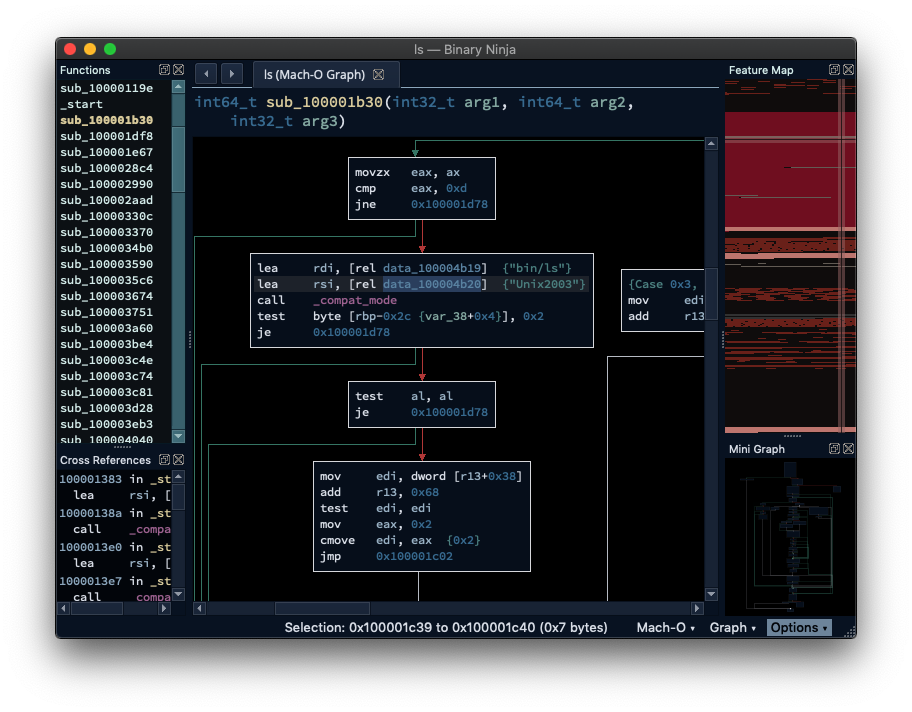 ls — Binary Ninja
Functions
sub_10000119e
_start
sub_100001b30
sub_100001df8
sub_100001e67
sub_1000028c4
sub_100002990
sub_100002aad
sub_10000330c
sub_100003370
sub_1000034b0
sub_100003590
sub_1000035c6
sub_100003674
sub_100003751
sub_100003a60
sub_100003be4
sub_100003c4e
sub_100003c74
sub_100003c81
sub_100003d28
sub_100003eb3
sub_100004040
Cross References
100001383 in _st
lea rsi, [
10000138a in _st
call _compa
1000013e0 in _st
lea rsi, [
1000013e7 in _st
call _compa
ls (Mach-O Graph)
int64_t sub_100001b30(int32_t arg1, int64_t arg2,
int32_t arg3)
movzx eax, ax
cmp eax, 0xd
jne 0x100001d78
lea rdi, [rel data_100004b19] {"bin/ls"}
lea rsi, [rel data_100004b20] {"Unix2003"}
call _compat_mode
test byte [rbp-0x2c {var_38+0x4}], 0x2
je 0x100001d78
{Case 0x3,
mov edi
add r13
test al, al
je 0x100001d78
mov edi, dword [r13+0x38]
add r13, 0x68
test edi, edi
mov eax, 0x2
cmove edi, eax {0x2}
jmp 0x100001c02
Feature Map
Mini Graph
Selection: 0x100001c39 to 0x100001c40 (0x7 bytes)
Mach-O
Graph
Options